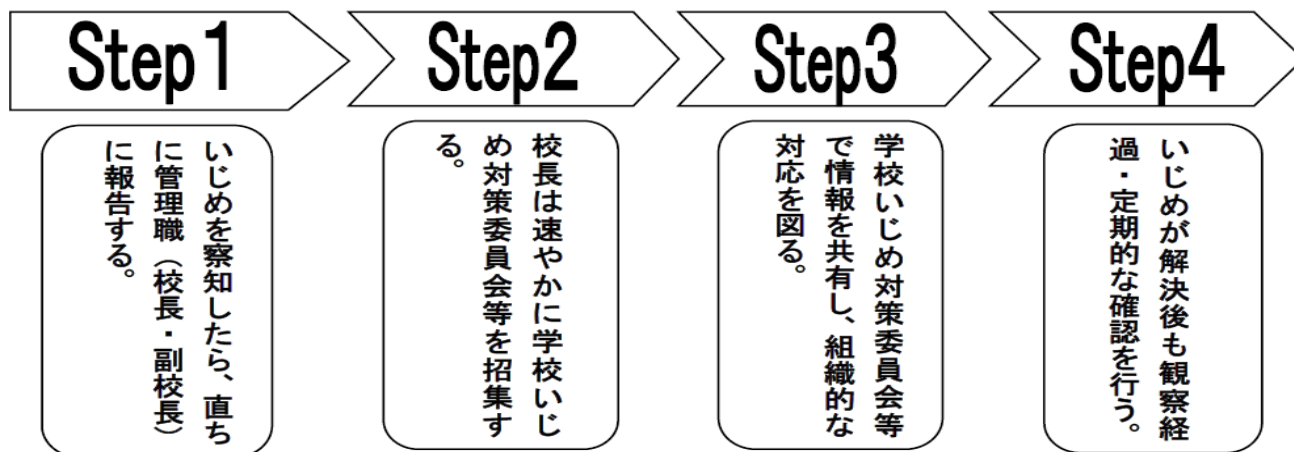 Step1
いじめを察知したら、直ち
に管理職（校長・副校長）
に報告する。
Step2
校長は速やかに学校いじ
め対策委員会等を招集す
る。
Step3
学校いじめ対策委員会等
で情報を共有し、組織的な
対応を図る。
Step4
いじめが解決後も観察経
過・定期的な確認を行う。